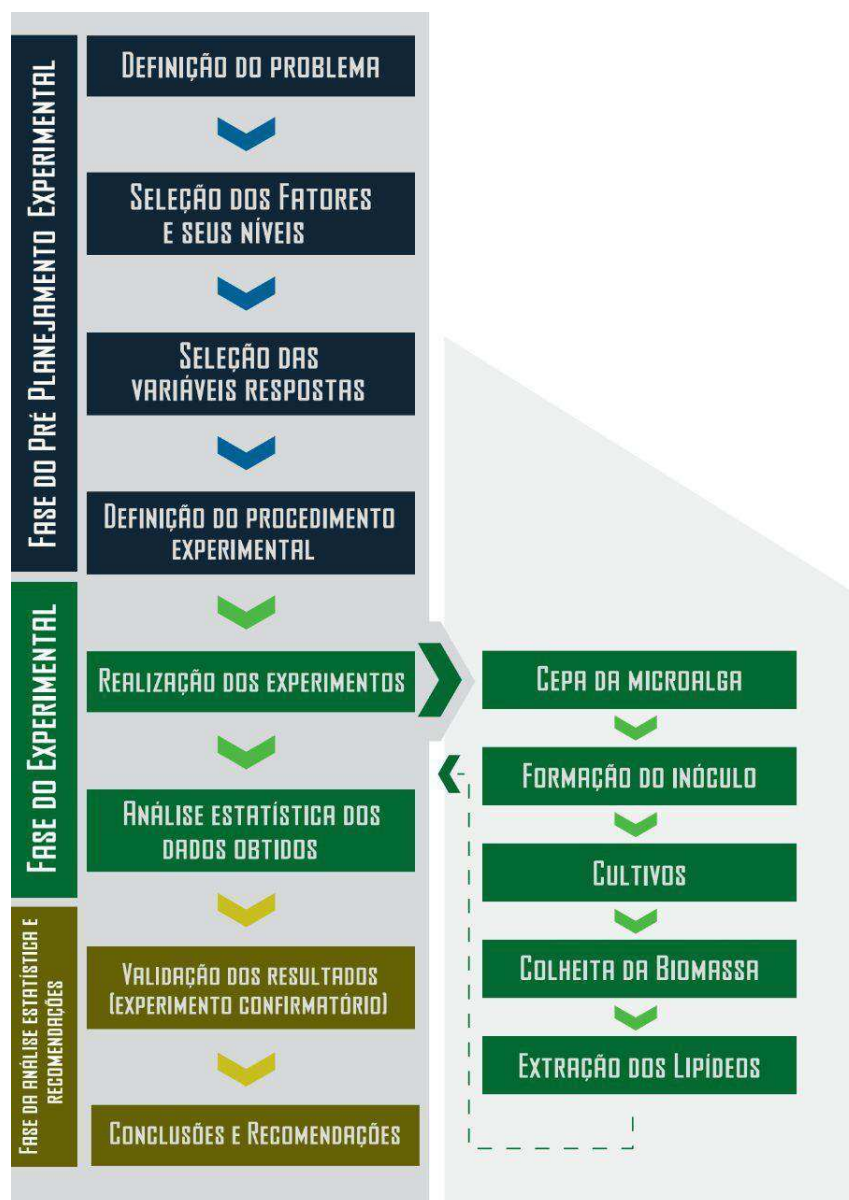 FASE DO PRÉ PLANEJAMENTO EXPERIMENTAL
DEFINIÇÃO DO PROBLEMA
SELEÇÃO DOS FATORES
E SEUS NÍVEIS
SELEÇÃO DAS
VARIÁVEIS RESPOSTAS
DEFINIÇÃO DO PROCEDIMENTO
EXPERIMENTAL
FASE DO EXPERIMENTAL
REALIZAÇÃO DOS EXPERIMENTOS
ANÁLISE ESTATÍSTICA DOS
DADOS OBTIDOS
FASE DA ANÁLISE ESTATÍSTICA E
RECOMENDAÇÕES
VALIDAÇÃO DOS RESULTADOS
(EXPERIMENTO CONFIRMATÓRIO)
CONCLUSÕES E RECOMENDAÇÕES
CEPA DA MICROALGA
FORMAÇÃO DO INÓCULO
CULTIVOS
COLHEITA DA BIOMASSA
EXTRAÇÃO DOS LIPÍDEOS